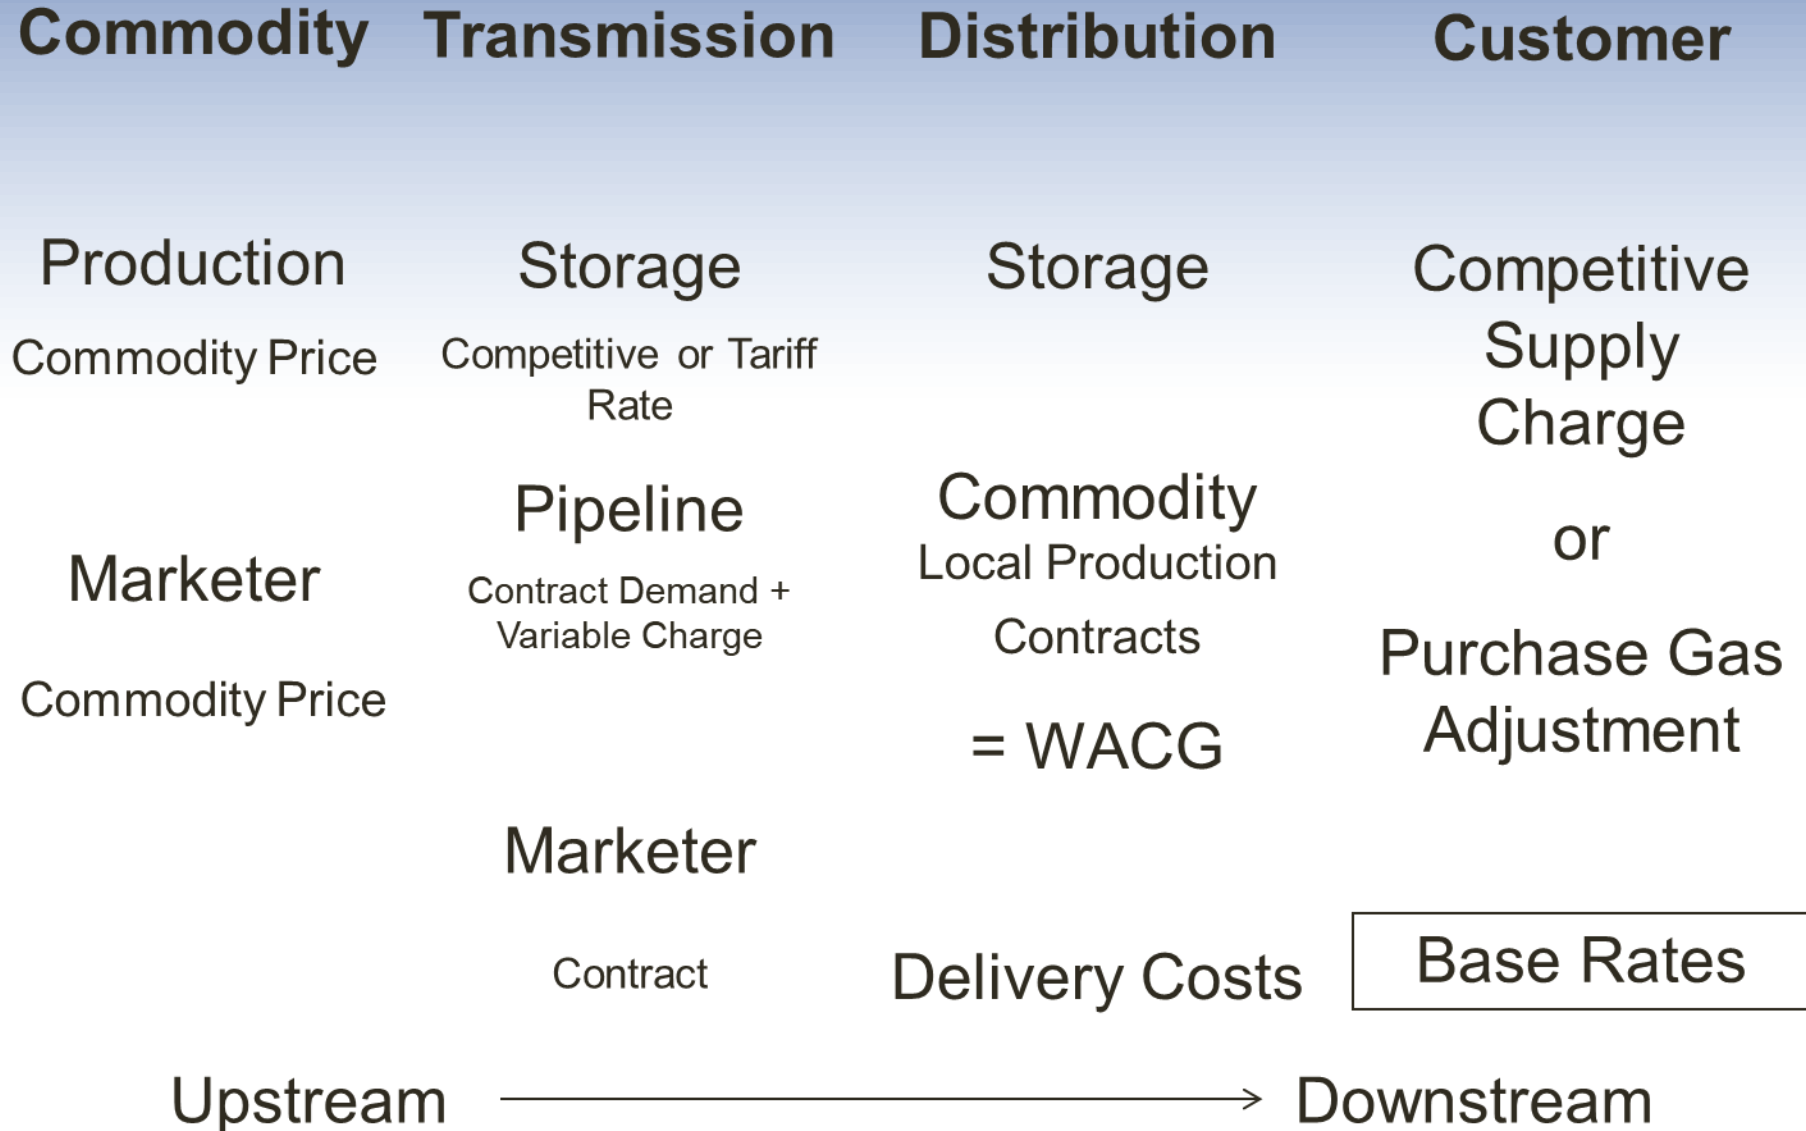 Commodity
Transmission
Distribution
Customer
Production
Commodity Price
Marketer
Commodity Price
Storage
Competitive or Tariff
Rate
Pipeline
Contract Demand +
Variable Charge
Marketer
Contract
Storage
Commodity
Local Production
Contracts
= WACG
Delivery Costs
Competitive
Supply
Charge
or
Purchase Gas
Adjustment
Base Rates
Upstream
Downstream